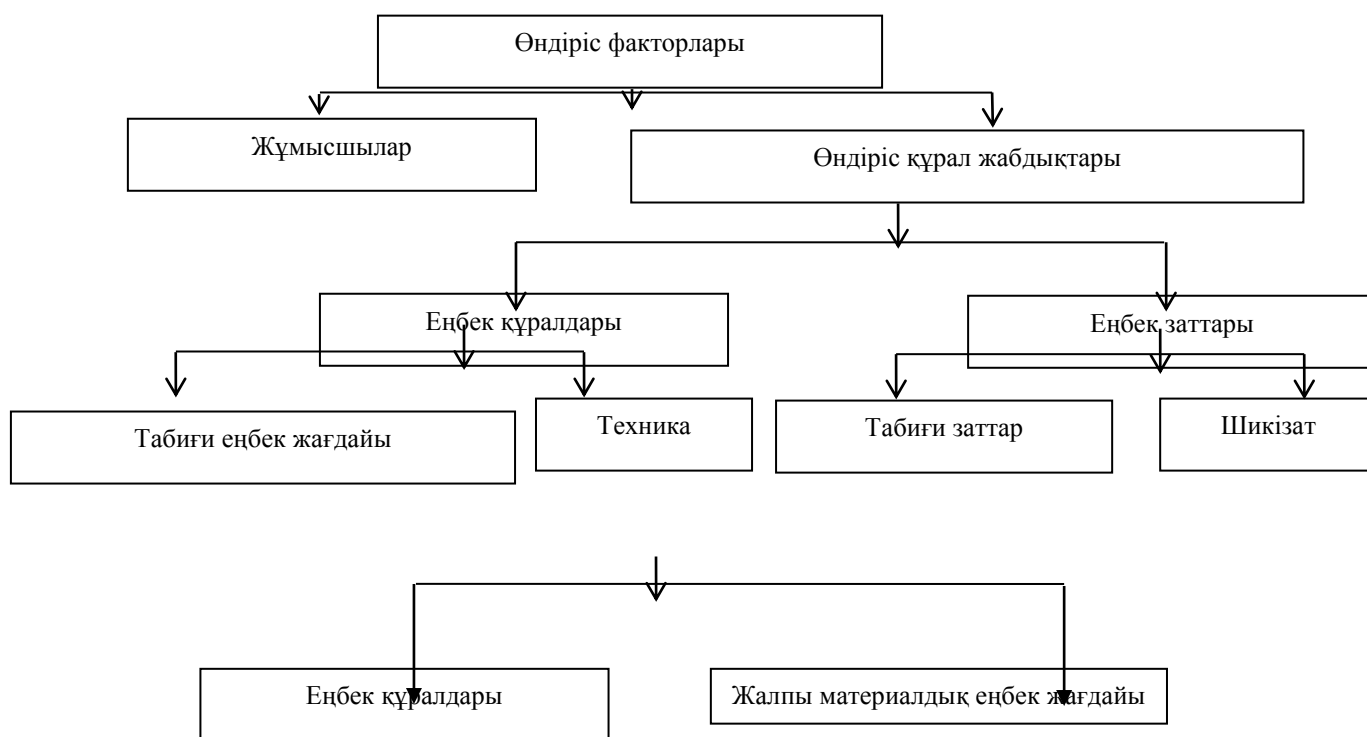 Өндіріс факторлары
Жұмысшылар
Өндіріс құрал жабдықтары
Еңбек құралдары
Еңбек заттары
Табиғи еңбек жағдайы
Техника
Табиғи заттар
Шикізат
Еңбек құралдары
Жалпы материалдық еңбек жағдайы